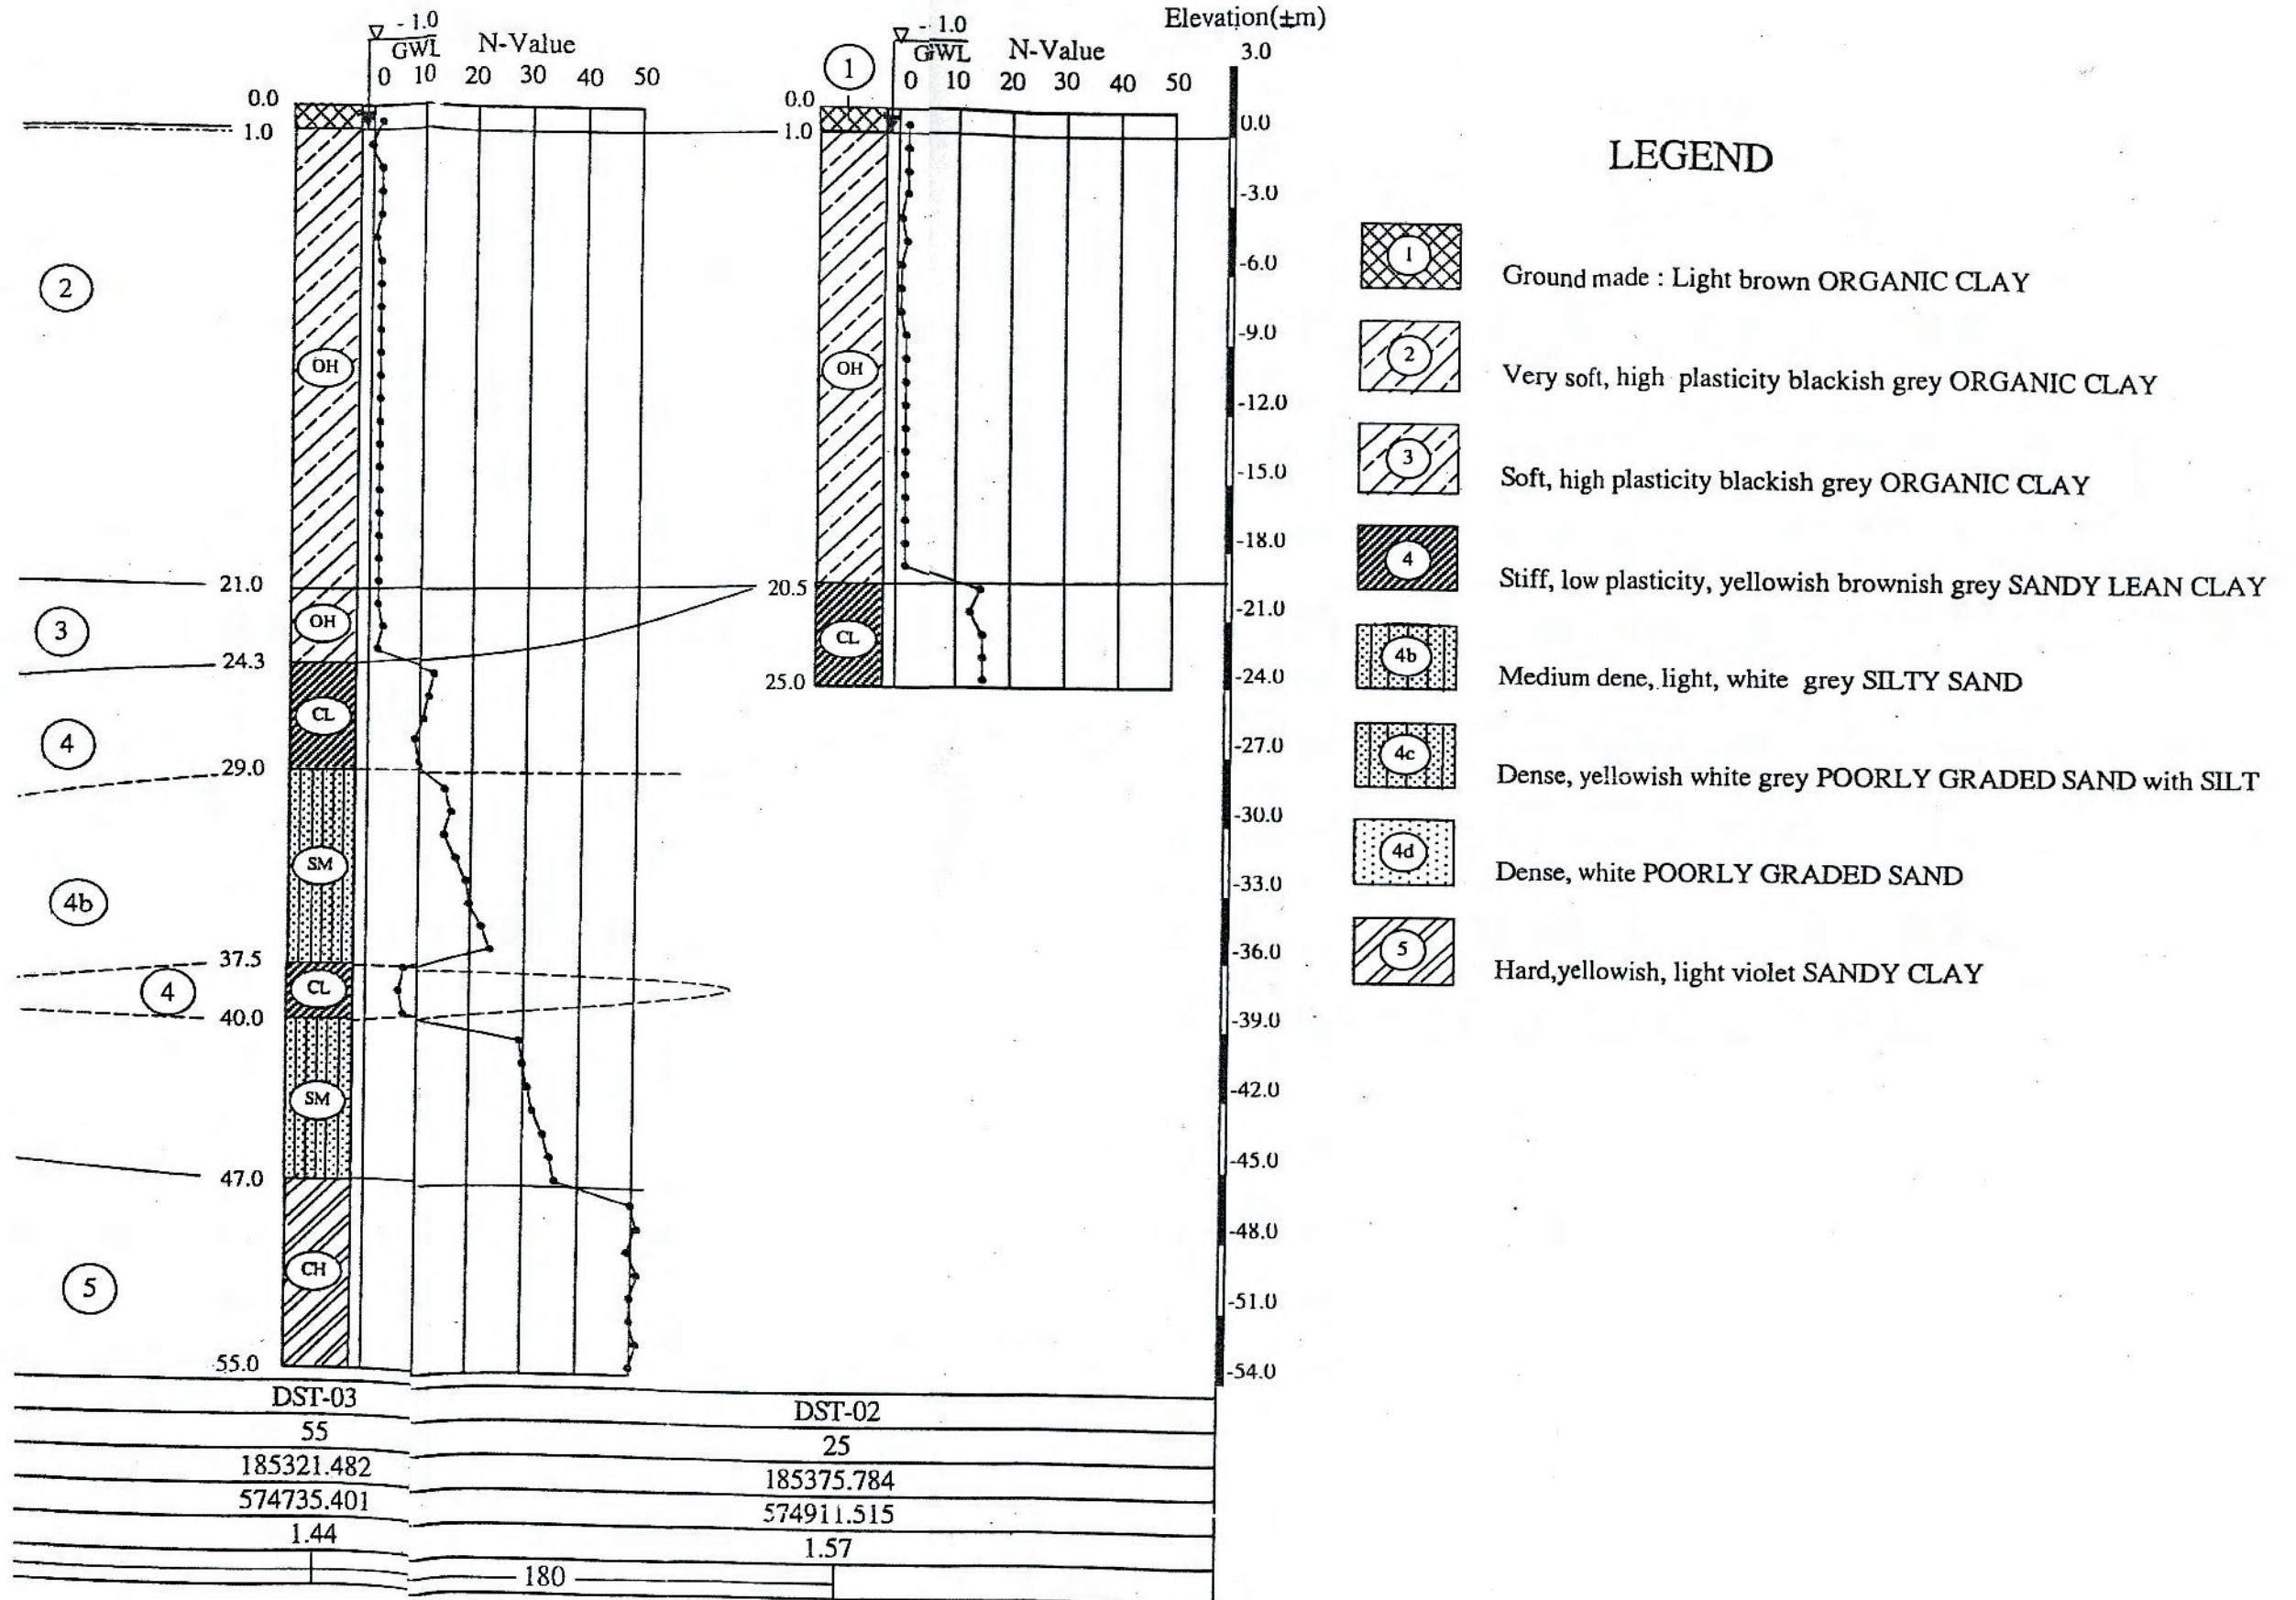 Elevation(±m)
- 1.0
GWL
N-Value
0 10 20 30 40 50
1
- 1.0
GWL
N-Value
0 10 20 30 40 50
3.0
0.0
1.0
0.0
1.0
0.0
-3.0
-6.0
-9.0
-12.0
-15.0
-18.0
-21.0
-24.0
-27.0
-30.0
-33.0
-36.0
-39.0
-42.0
-45.0
-48.0
-51.0
-54.0
2
OH
OH
21.0
20.5
3
OH
CL
24.3
25.0
4
CL
29.0
4b
SM
37.5
4
CL
40.0
SM
47.0
5
CH
55.0
DST-03 DST-02
55 25
185321.482 185375.784
574735.401 574911.515
1.44 1.57
180
LEGEND
1 Ground made : Light brown ORGANIC CLAY
2 Very soft, high plasticity blackish grey ORGANIC CLAY
3 Soft, high plasticity blackish grey ORGANIC CLAY
4 Stiff, low plasticity, yellowish brownish grey SANDY LEAN CLAY
4b Medium dene, light, white grey SILTY SAND
4c Dense, yellowish white grey POORLY GRADED SAND with SILT
4d Dense, white POORLY GRADED SAND
5 Hard,yellowish, light violet SANDY CLAY